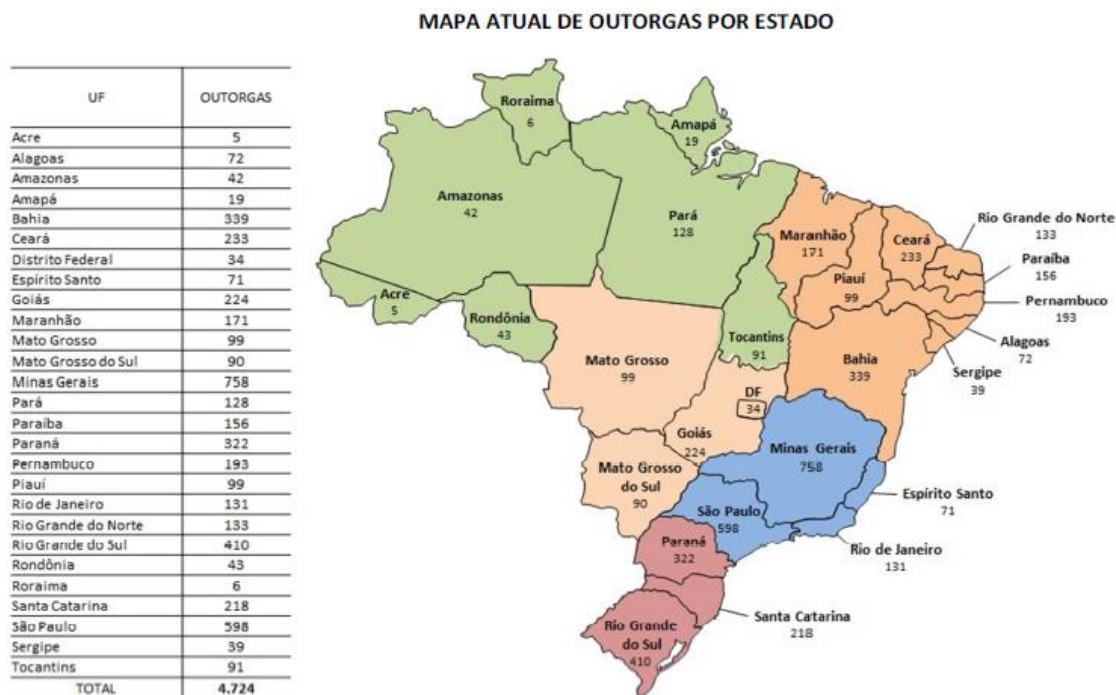 MAPA ATUAL DE OUTORGAS POR ESTADO
UF OUTORGAS
Acre 5
Alagoas 72
Amazonas 42
Amapá 19
Bahia 339
Ceará 233
Distrito Federal 34
Espírito Santo 71
Goiás 224
Maranhão 171
Mato Grosso 99
Mato Grosso do Sul 90
Minas Gerais 758
Pará 128
Paraíba 156
Paraná 322
Pernambuco 193
Piauí 99
Rio de Janeiro 131
Rio Grande do Norte 133
Rio Grande do Sul 410
Rondônia 43
Roraima 6
Santa Catarina 218
São Paulo 598
Sergipe 39
Tocantins 91
TOTAL 4.724
Roraima
6
Amapá
19
Amazonas
42
Pará
128
Maranhão
171
Ceará
233
Rio Grande do Norte
133
Paraíba
156
Piauí
99
Pernambuco
193
Acre
5
Rondônia
43
Tocantins
91
Alagoas
72
Mato Grosso
99
Bahia
339
Sergipe
39
DF
34
Goiás
224
Minas Gerais
758
Mato Grosso
do Sul
90
Espírito Santo
71
São Paulo
598
Rio de Janeiro
131
Paraná
322
Santa Catarina
218
Rio Grande
do Sul
410